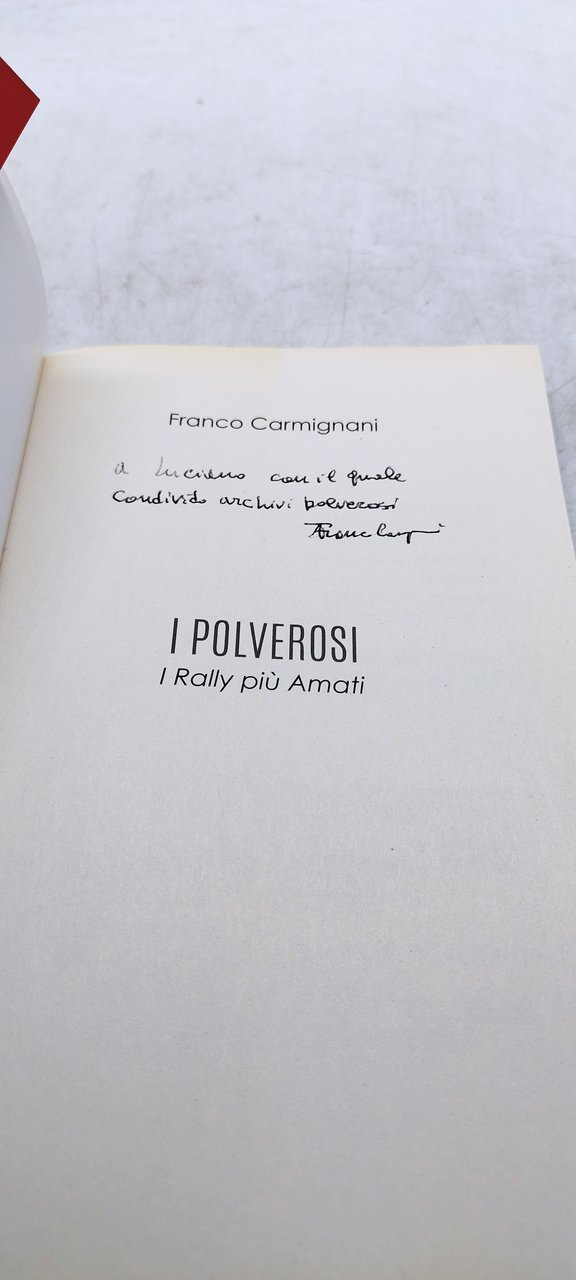 Franco Carmignani
a Luciano con il quale
condivido archivi polverosi
I POLVEROSI
I Rally più Amati